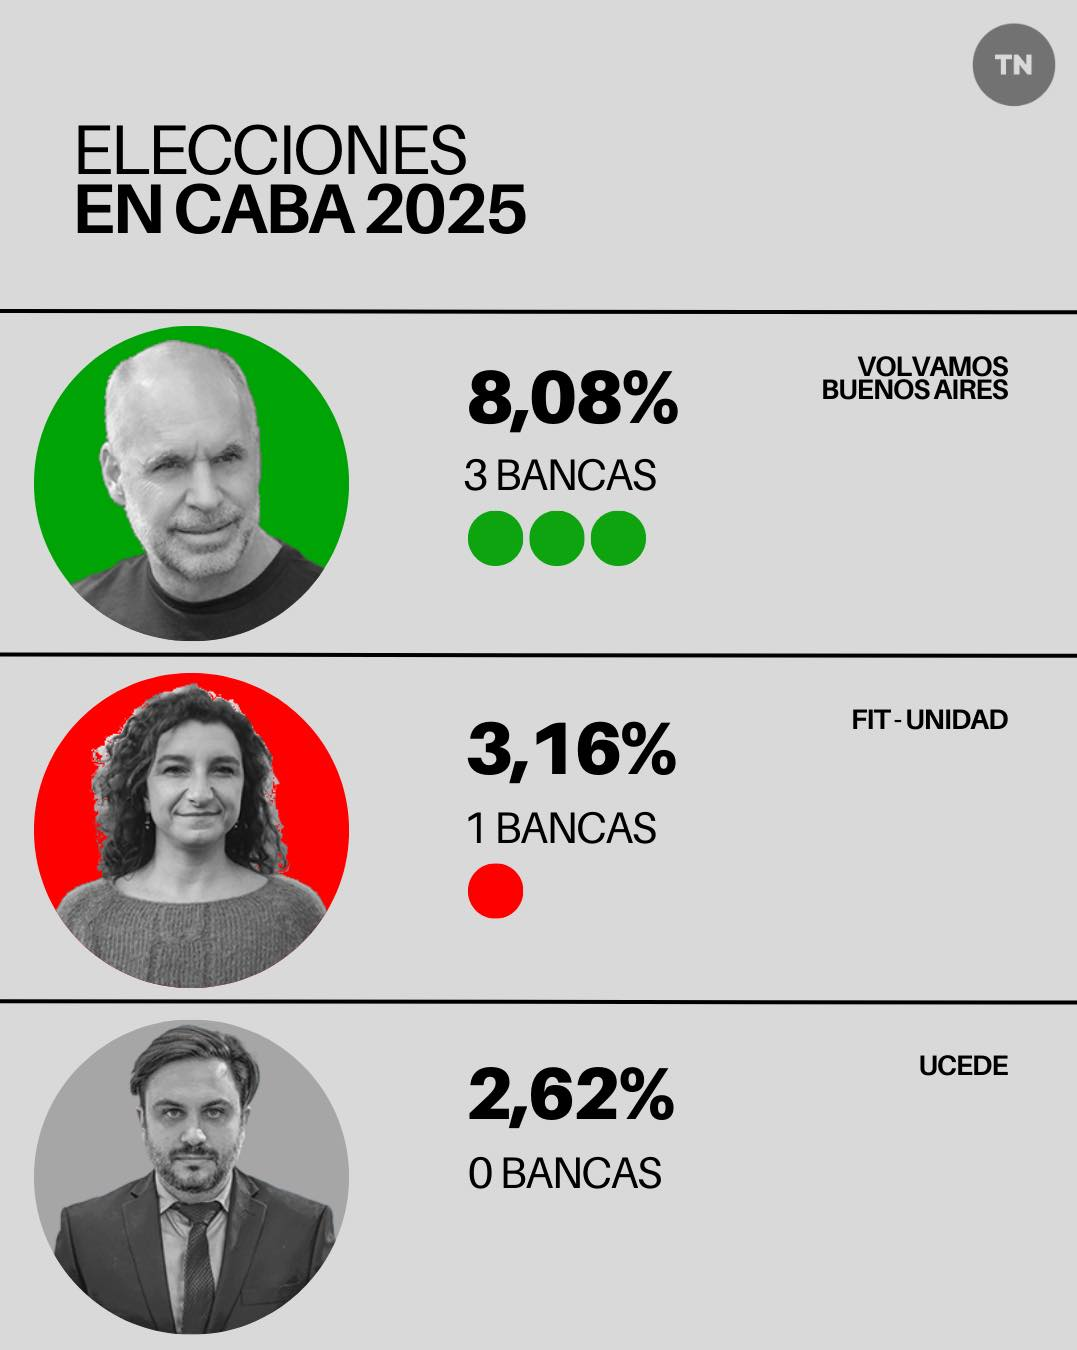 TN
ELECCIONES
EN CABA 2025
8,08%
3 BANCAS
VOLVAMOS
BUENOS AIRES
3,16%
1 BANCAS
FIT - UNIDAD
2,62%
0 BANCAS
UCEDE